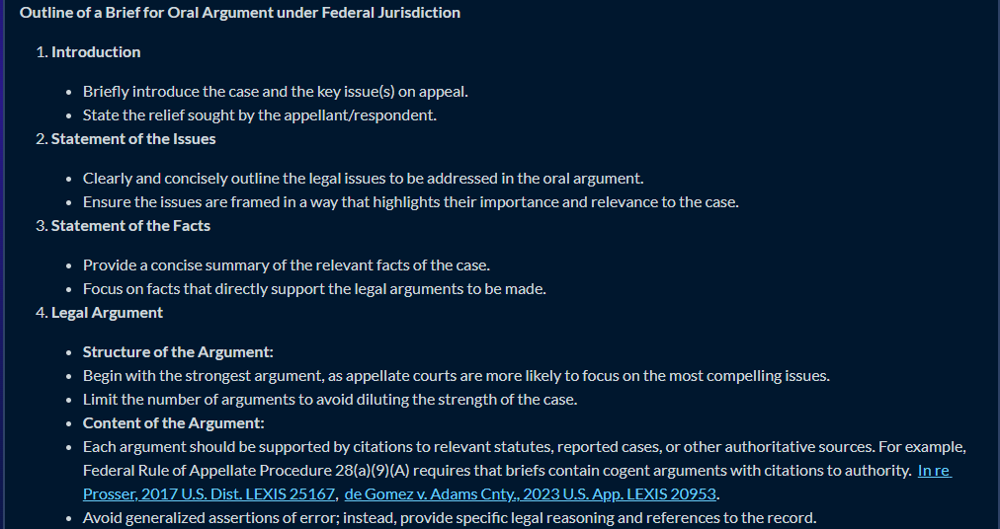 Outline of a Brief for Oral Argument under Federal Jurisdiction
1. Introduction
• Briefly introduce the case and the key issue(s) on appeal.
• State the relief sought by the appellant/respondent.
2. Statement of the Issues
• Clearly and concisely outline the legal issues to be addressed in the oral argument.
• Ensure the issues are framed in a way that highlights their importance and relevance to the case.
3. Statement of the Facts
• Provide a concise summary of the relevant facts of the case.
• Focus on facts that directly support the legal arguments to be made.
4. Legal Argument
• Structure of the Argument:
• Begin with the strongest argument, as appellate courts are more likely to focus on the most compelling issues.
• Limit the number of arguments to avoid diluting the strength of the case.
• Content of the Argument:
• Each argument should be supported by citations to relevant statutes, reported cases, or other authoritative sources. For example,
Federal Rule of Appellate Procedure 28(a)(9)(A) requires that briefs contain cogent arguments with citations to authority. In re
Prosser, 2017 U.S. Dist. LEXIS 25167, de Gomez v. Adams Cnty., 2023 U.S. App. LEXIS 20953.
• Avoid generalized assertions of error; instead, provide specific legal reasoning and references to the record.